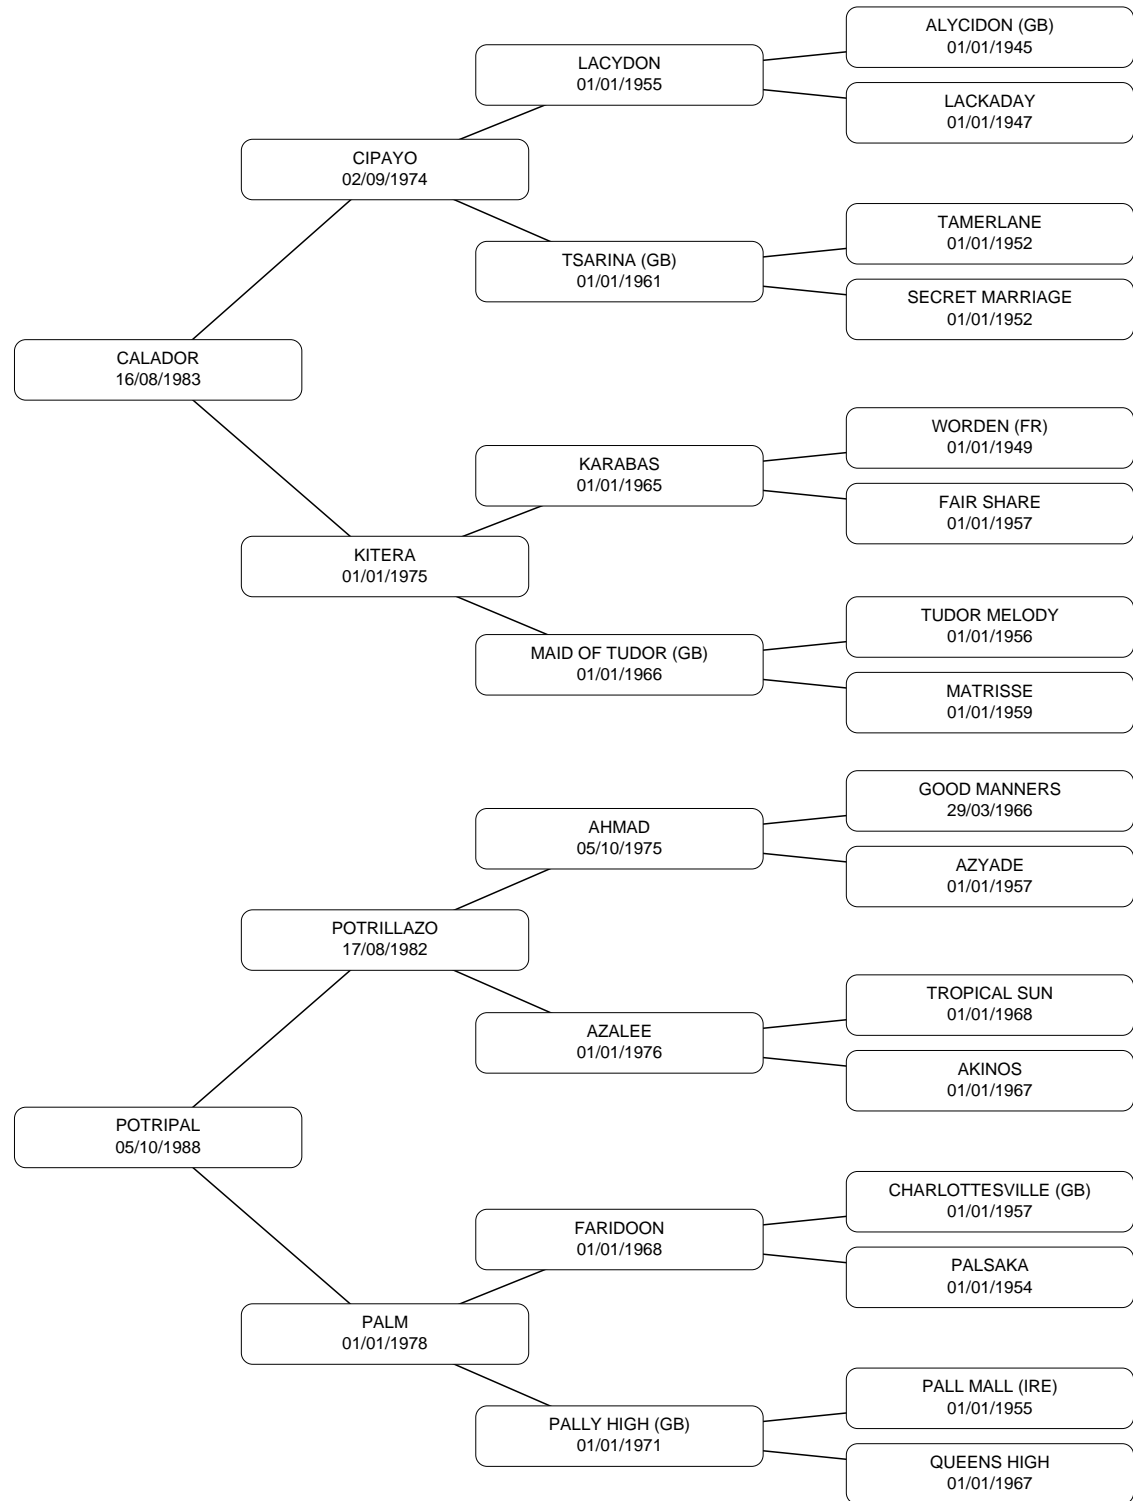 ALYCIDON (GB)
01/01/1945
LACYDON
01/01/1955
LACKADAY
01/01/1947
CIPAYO
02/09/1974
TAMERLANE
01/01/1952
TSARINA (GB)
01/01/1961
SECRET MARRIAGE
01/01/1952
CALADOR
16/08/1983
WORDEN (FR)
01/01/1949
KARABAS
01/01/1965
FAIR SHARE
01/01/1957
KITERA
01/01/1975
TUDOR MELODY
01/01/1956
MAID OF TUDOR (GB)
01/01/1966
MATRISSE
01/01/1959
GOOD MANNERS
29/03/1966
AHMAD
05/10/1975
AZYADE
01/01/1957
POTRILLAZO
17/08/1982
TROPICAL SUN
01/01/1968
AZALEE
01/01/1976
AKINOS
01/01/1967
POTRIPAL
05/10/1988
CHARLOTTESVILLE (GB)
01/01/1957
FARIDOON
01/01/1968
PALSAKA
01/01/1954
PALM
01/01/1978
PALL MALL (IRE)
01/01/1955
PALLY HIGH (GB)
01/01/1971
QUEENS HIGH
01/01/1967